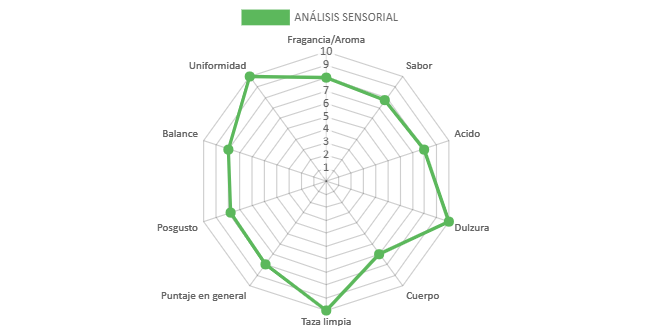 ANÁLISIS SENSORIAL
Fragancia/Aroma
10
9
7
6
5
4
3
2
1
Uniformidad
Sabor
Balance
Acido
Posgusto
Dulzura
Puntaje en general
Cuerpo
Taza limpia